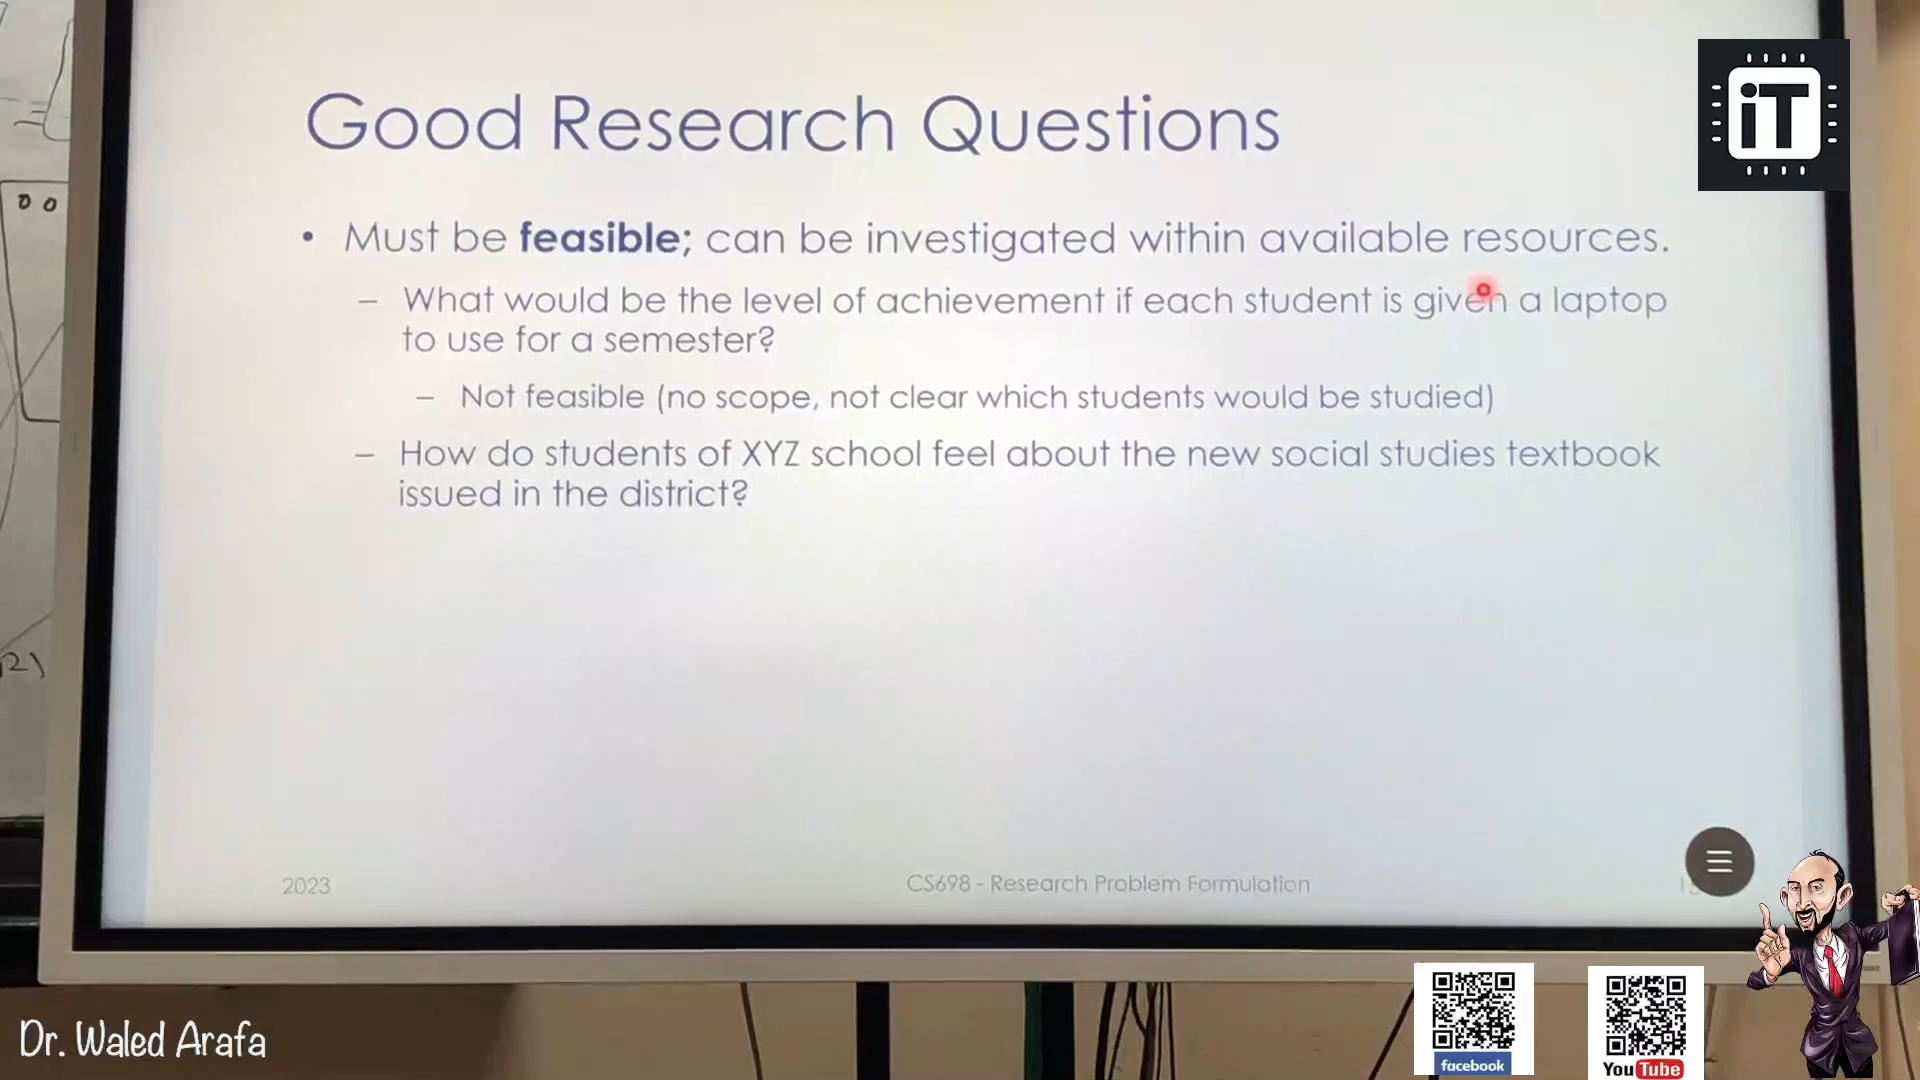 iT
Good Research Questions
• Must be feasible; can be investigated within available resources.
– What would be the level of achievement if each student is given a laptop
to use for a semester?
– Not feasible (no scope, not clear which students would be studied)
– How do students of XYZ school feel about the new social studies textbook
issued in the district?
2023
CS698 - Research Problem Formulation
Dr. Waled Arafa
facebook
YouTube